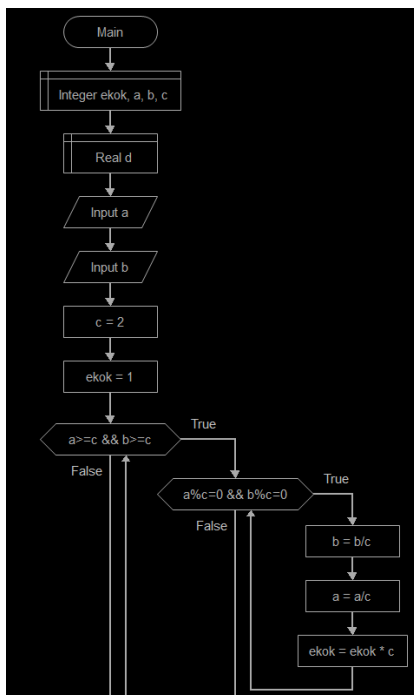 Main
Integer ekok, a, b, c
Real d
Input a
Input b
c = 2
ekok = 1
a>=c && b>=c
True
False
a%c=0 && b%c=0
True
False
b = b/c
a = a/c
ekok = ekok * c